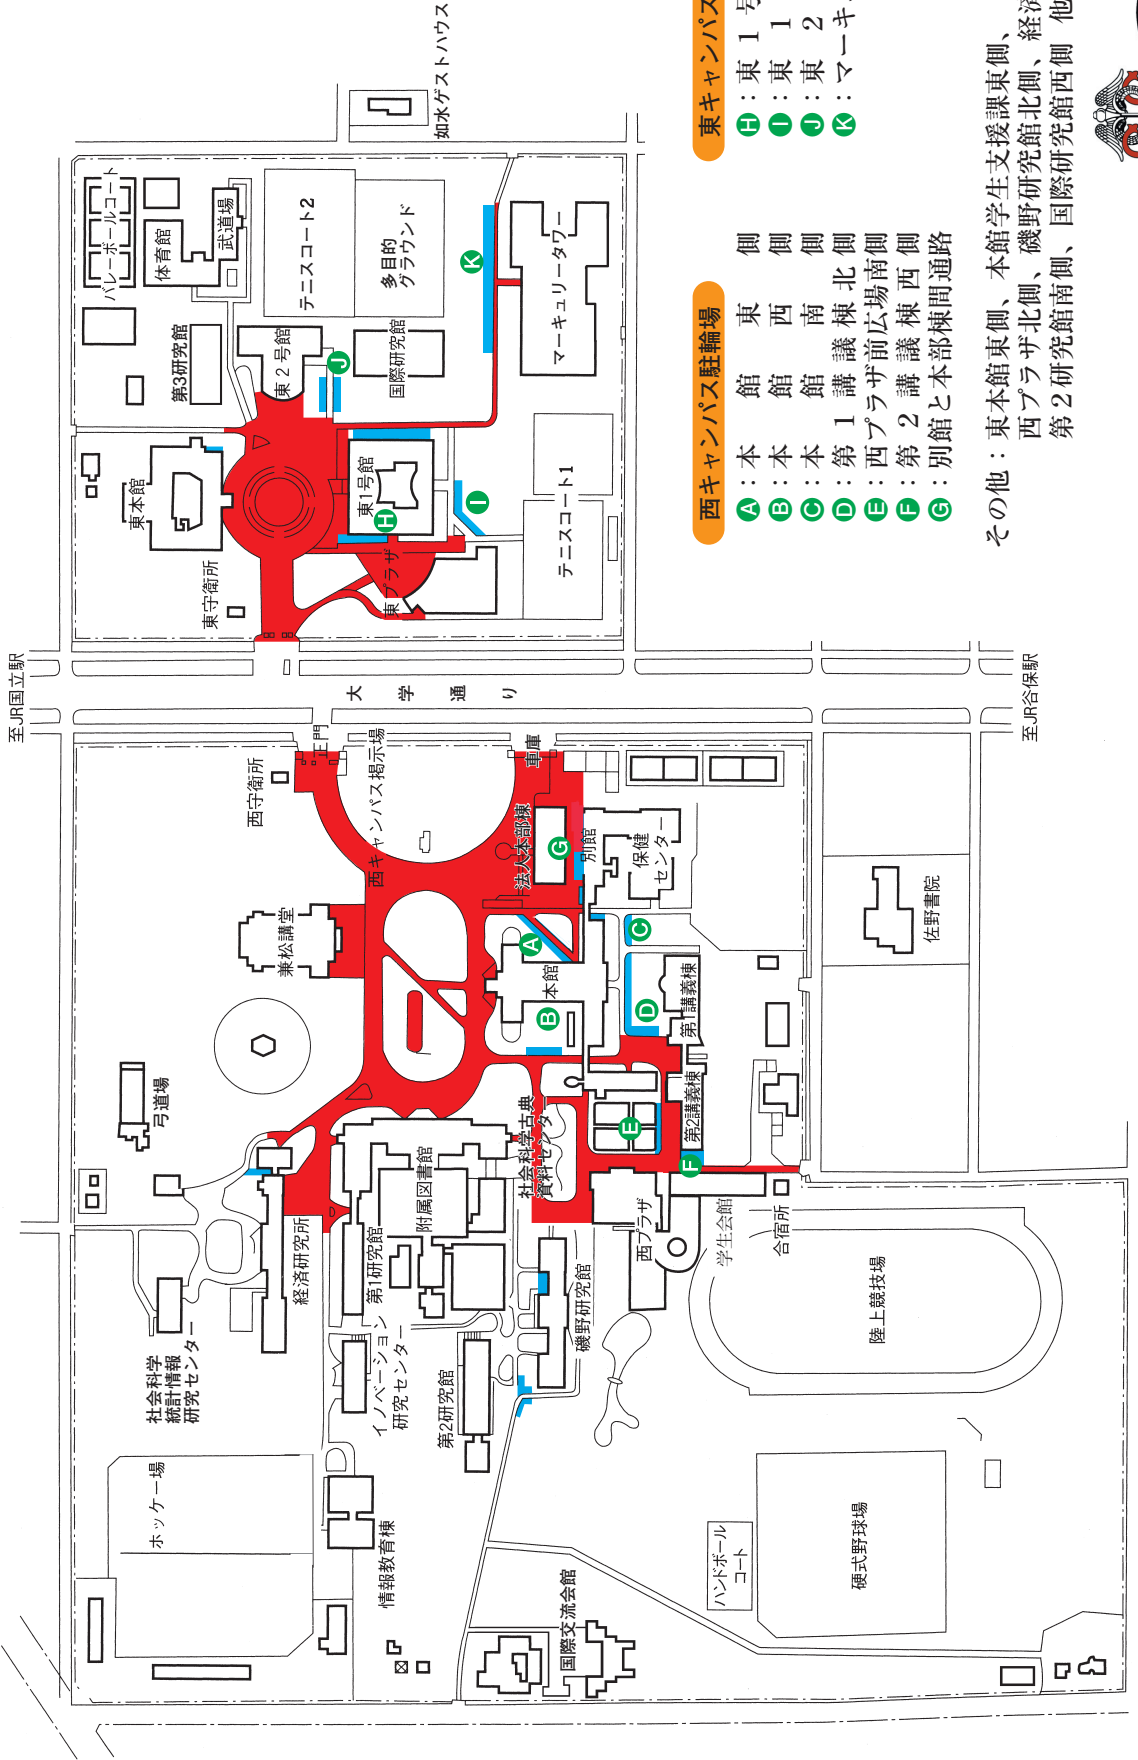 至JR国立駅
大学通り
至JR谷保駅
如水ゲストハウス
バレーボールコート
体育館
武道場
テニスコート2
多目的
グラウンド
マーキュリータワー
第3研究館
東2号館
J
国際研究館
K
東本館
東1号館
H
I
テニスコート1
東守衛所
東プラザ
西守衛所
正門
西キャンパス掲示場
車庫
法人本部棟
G
別館
保健
センター
佐野書院
兼松講堂
A
本館
B
C
D
第1講義棟
第2講義棟
E
F
弓道場
社会科学古典
資料センター
附属図書館
経済研究所
第1研究館
西プラザ
学生会館
合宿所
磯野研究館
陸上競技場
社会科学
統計情報
研究センター
イノベーション
研究センター
第2研究館
ホッケー場
情報教育棟
国際交流会館
ハンドボール
コート
硬式野球場
西キャンパス駐輪場
A：本館東側
B：本館西側
C：本館南側
D：第1講議棟北側
E：西プラザ前広場南側
F：第2講議棟西側
G：別館と本部棟間通路
東キャンパス
H：東1号
I：東1
J：東2
K：マーキ
その他：東本館東側、本館学生支援課東側、
西プラザ北側、磯野研究館北側、経済
第2研究館南側、国際研究館西側 他